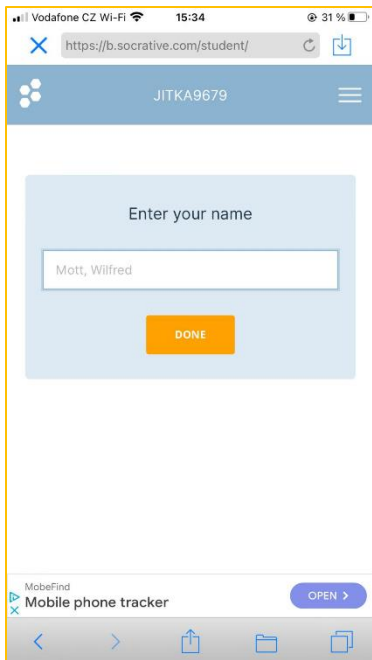 Vodafone CZ Wi-Fi 15:34 31 %
https://b.socrative.com/student/
JITKA9679
Enter your name
Mott, Wilfred
DONE
MobeFind
Mobile phone tracker
OPEN >